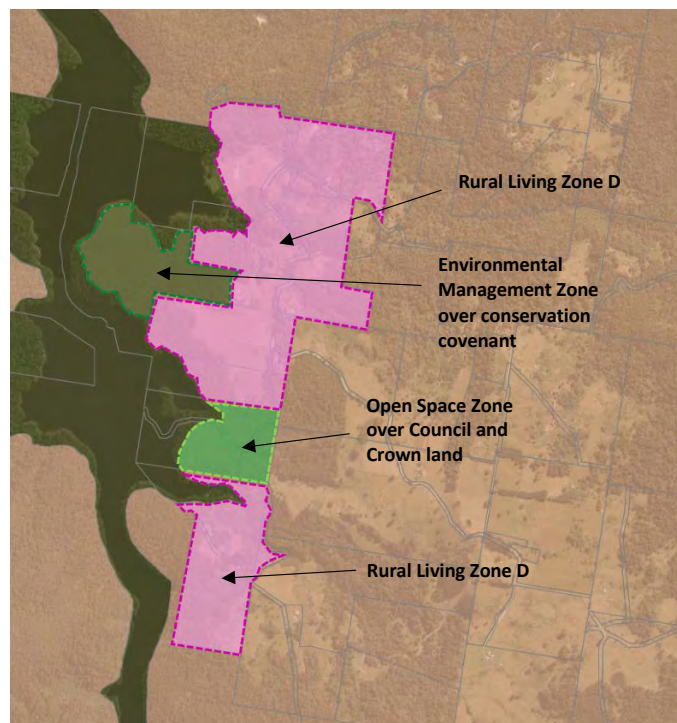 Rural Living Zone D
Environmental
Management Zone
over conservation
covenant
Open Space Zone
over Council and
Crown land
Rural Living Zone D